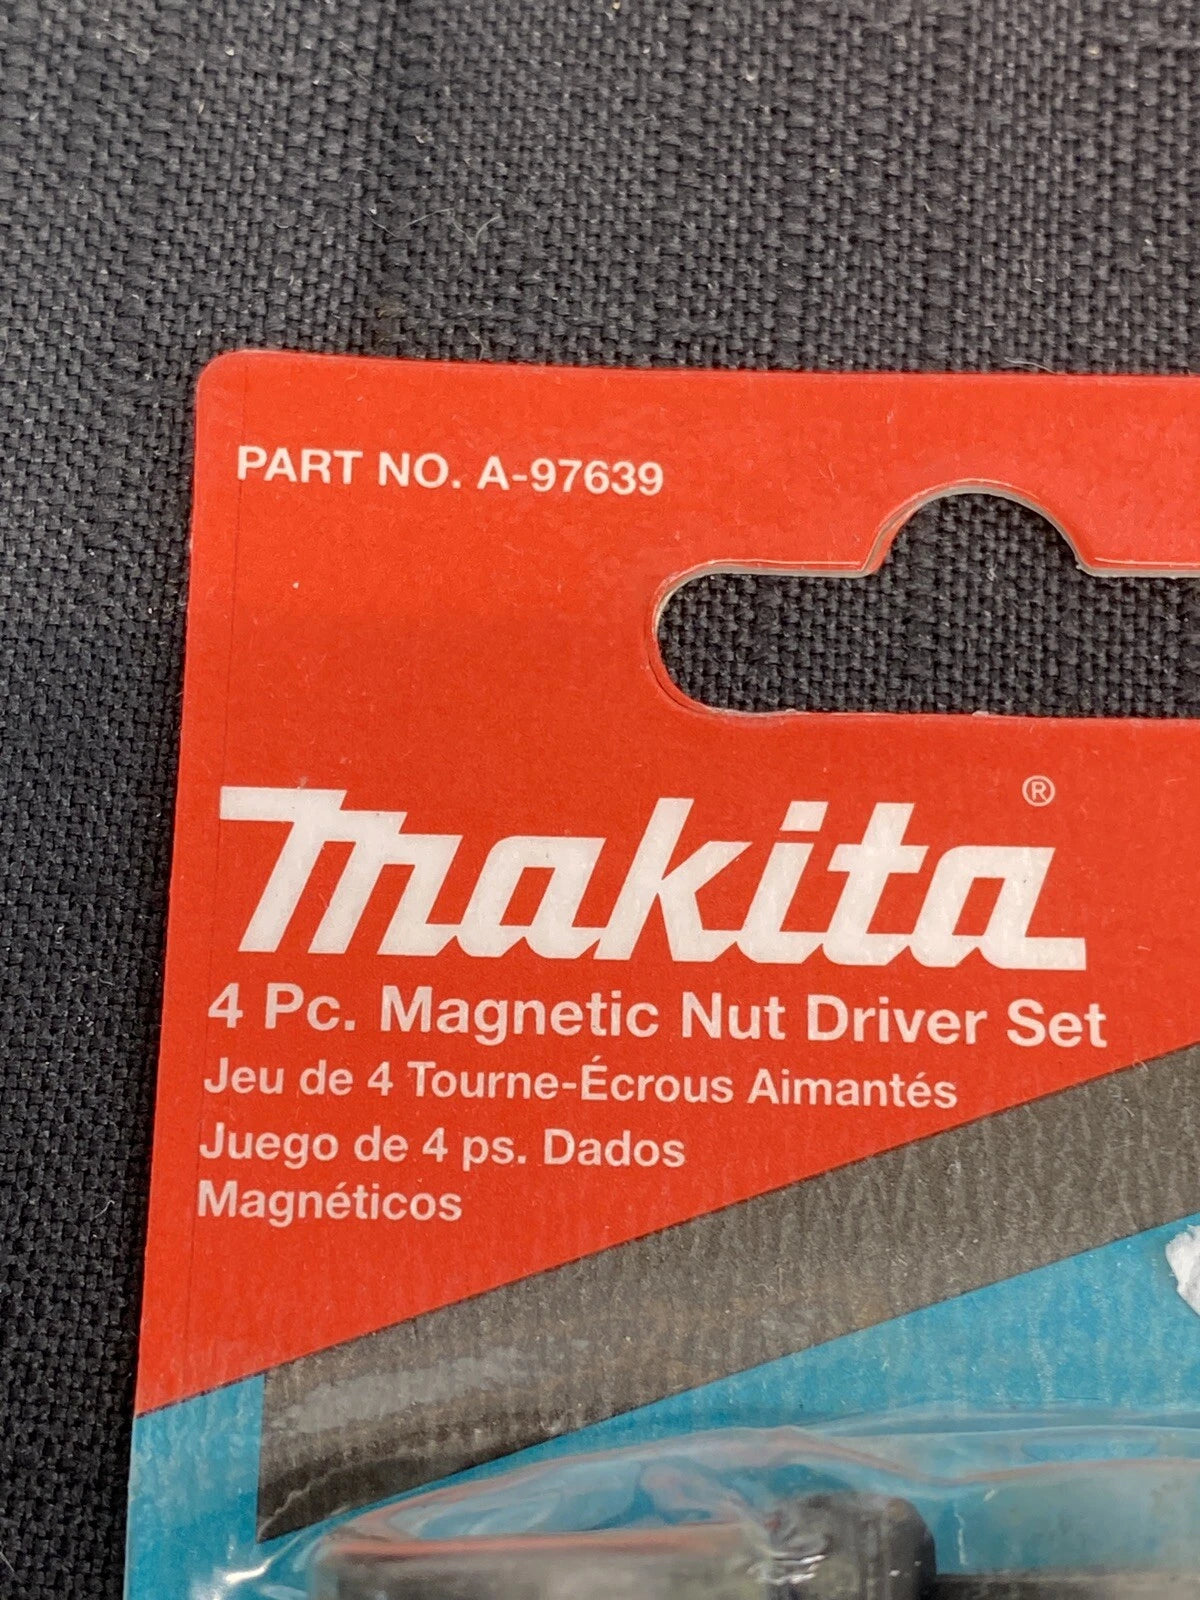 PART NO. A-97639
makita®
4 Pc. Magnetic Nut Driver Set
Jeu de 4 Tourne-Écrous Aimantés
Juego de 4 ps. Dados
Magnéticos